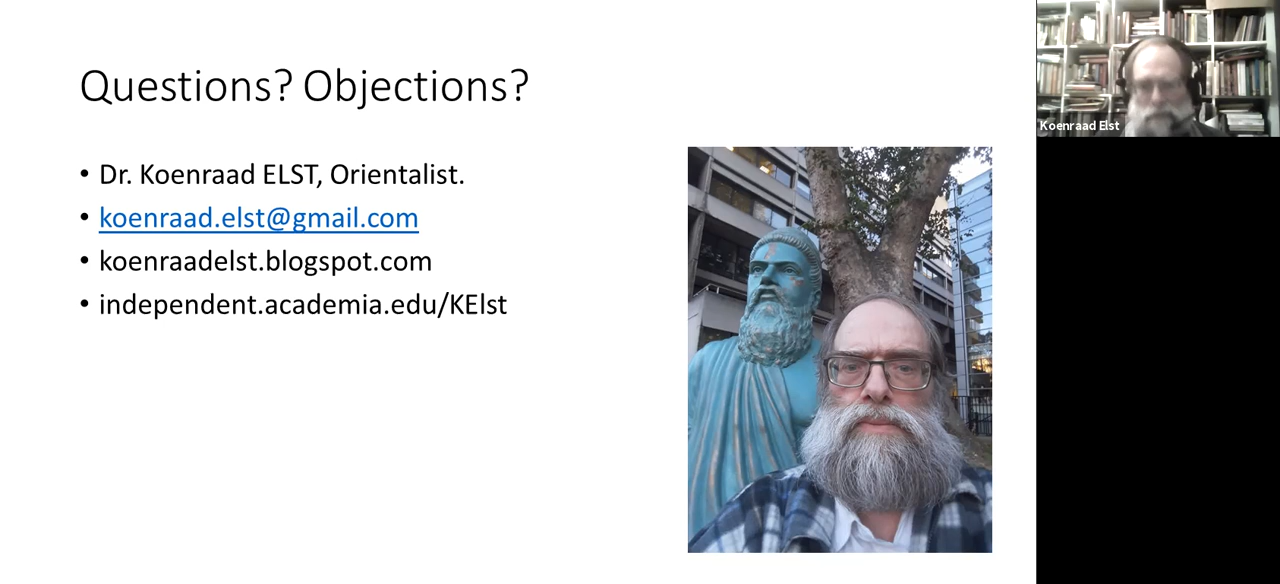 Questions? Objections?
• Dr. Koenraad ELST, Orientalist.
• koenraad.elst@gmail.com
• koenraadelst.blogspot.com
• independent.academia.edu/KElst
Koenraad Elst